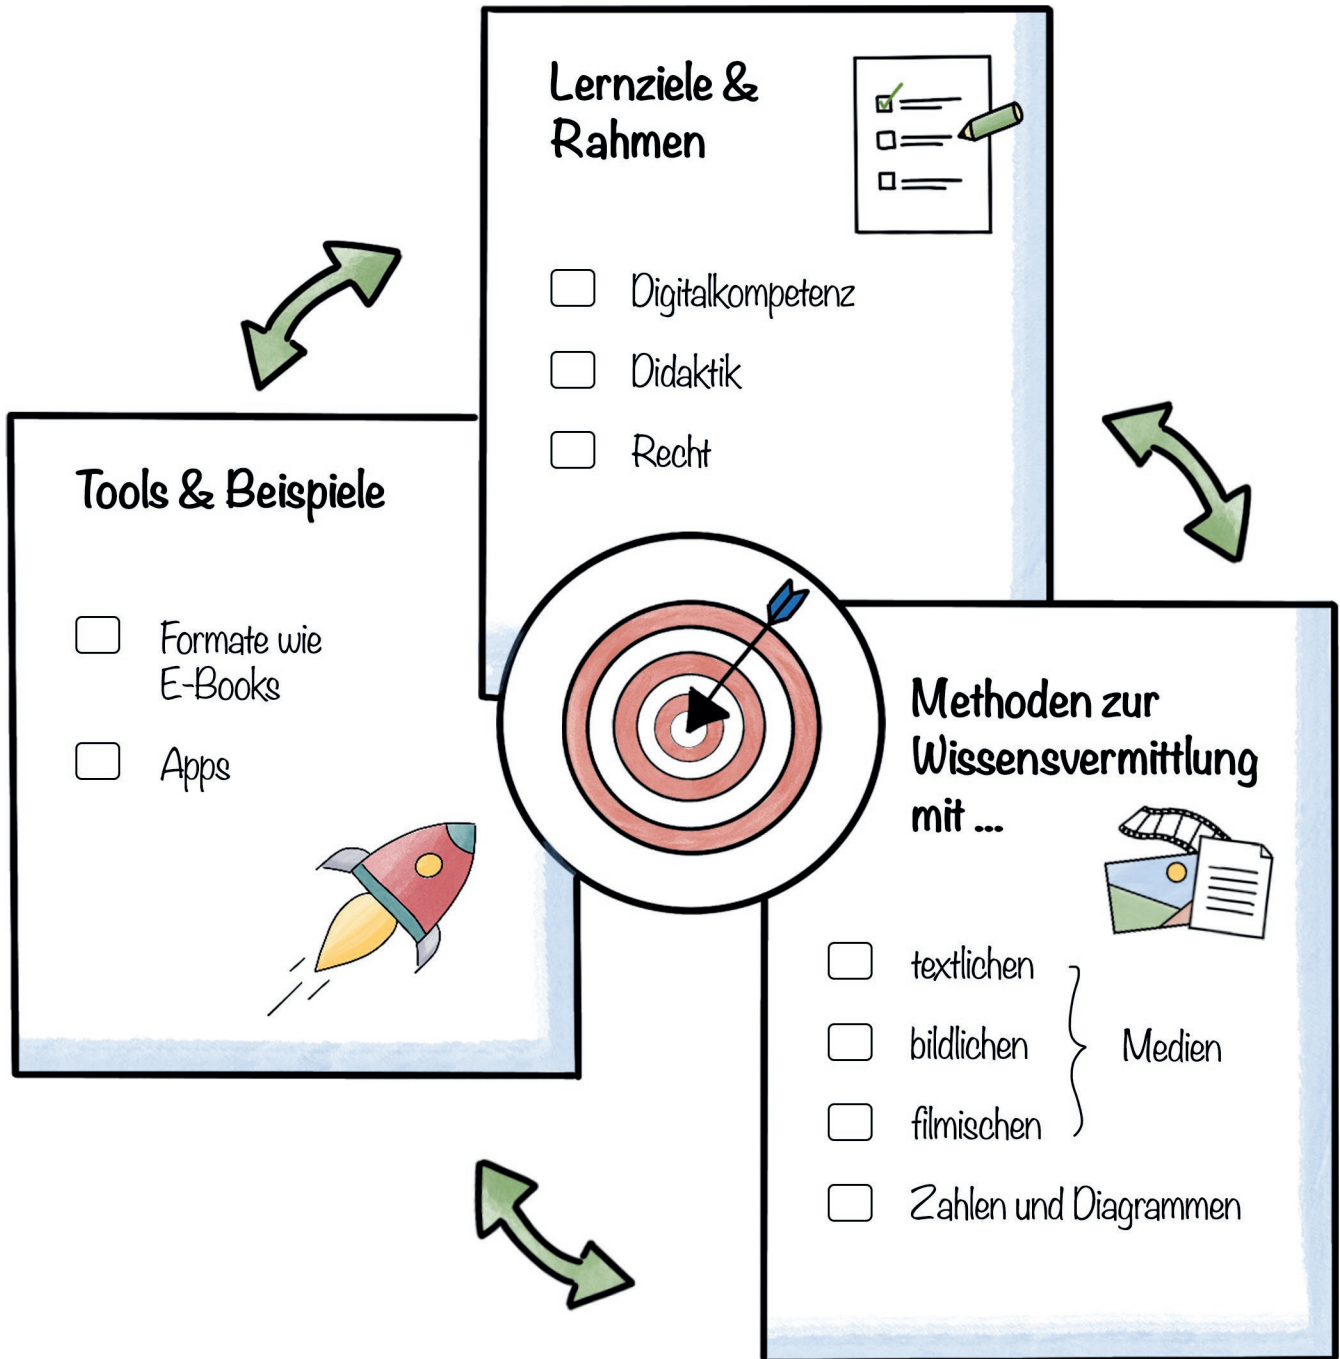 Lernziele &
Rahmen
Digitalkompetenz
Didaktik
Recht
Tools & Beispiele
Formate wie
E-Books
Apps
Methoden zur
Wissensvermittlung
mit ...
textlichen
bildlichen
filmischen
Medien
Zahlen und Diagrammen